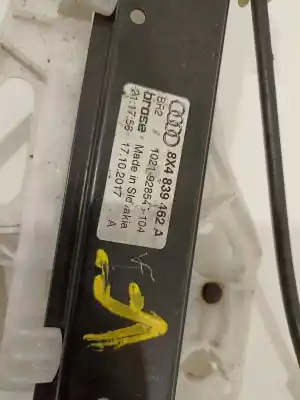 8X4 839 462 A
BR2
brose
1021-92854-104
Made in Slovakia
21:17:56 17.10.2017 A